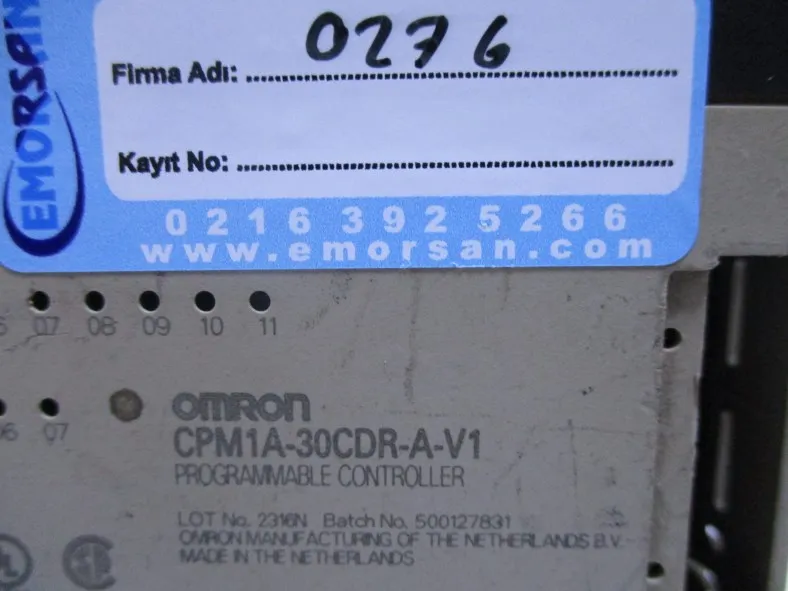 EMORSAN
0276
Firma Adı:
Kayıt No:
0216 392 5266
www.emorsan.com
07 08 09 10 11
06 07
OMRON
CPM1A-30CDR-A-V1
PROGRAMMABLE CONTROLLER
LOT No. 2316N Batch No. 500127831
OMRON MANUFACTURING OF THE NETHERLANDS B.V.
MADE IN THE NETHERLANDS